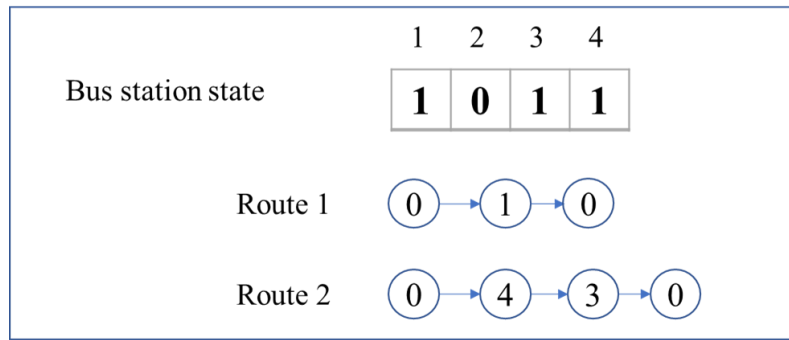 1 2 3 4
Bus station state 1 0 1 1
Route 1 0 1 0
Route 2 0 4 3 0